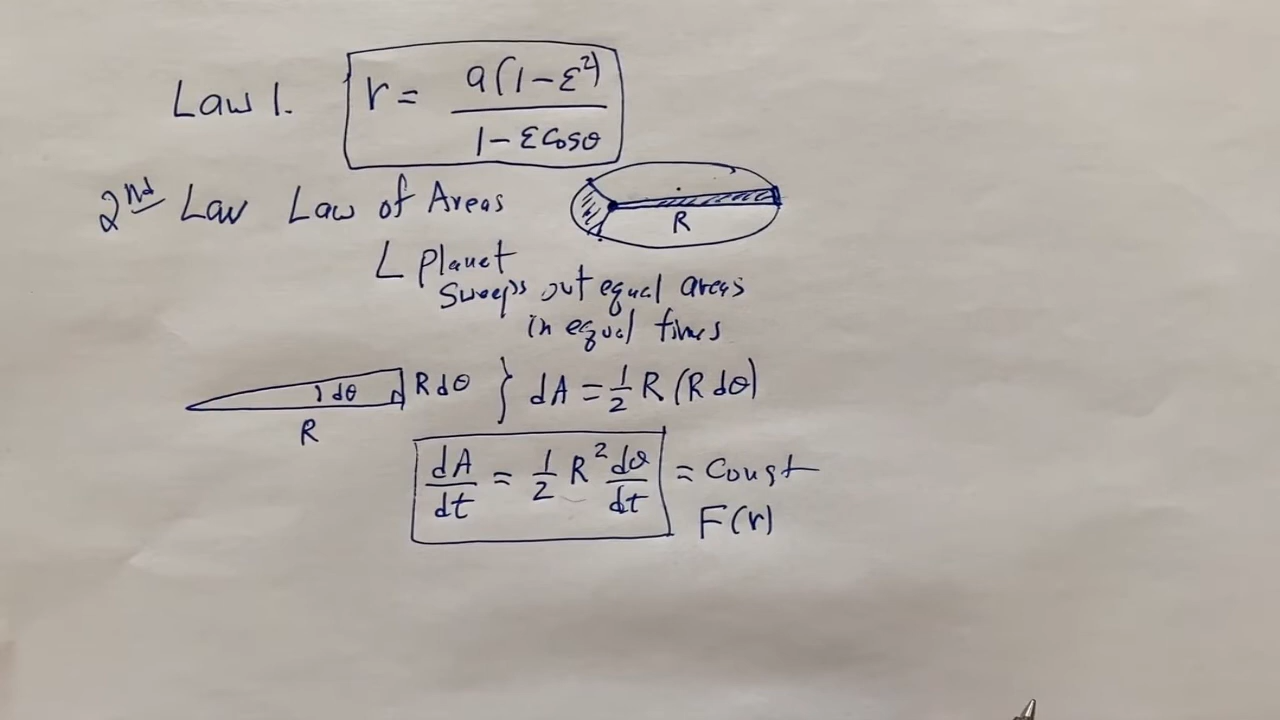 Law 1. r = a(1-ε²) / 1-εcosθ
2nd Law Law of Areas
R
L Planet
Sweeps out equal areas
in equal times
dθ Rdθ } dA = 1/2 R (R dθ)
R
dA/dt = 1/2 R² dθ/dt = Const
F(r)